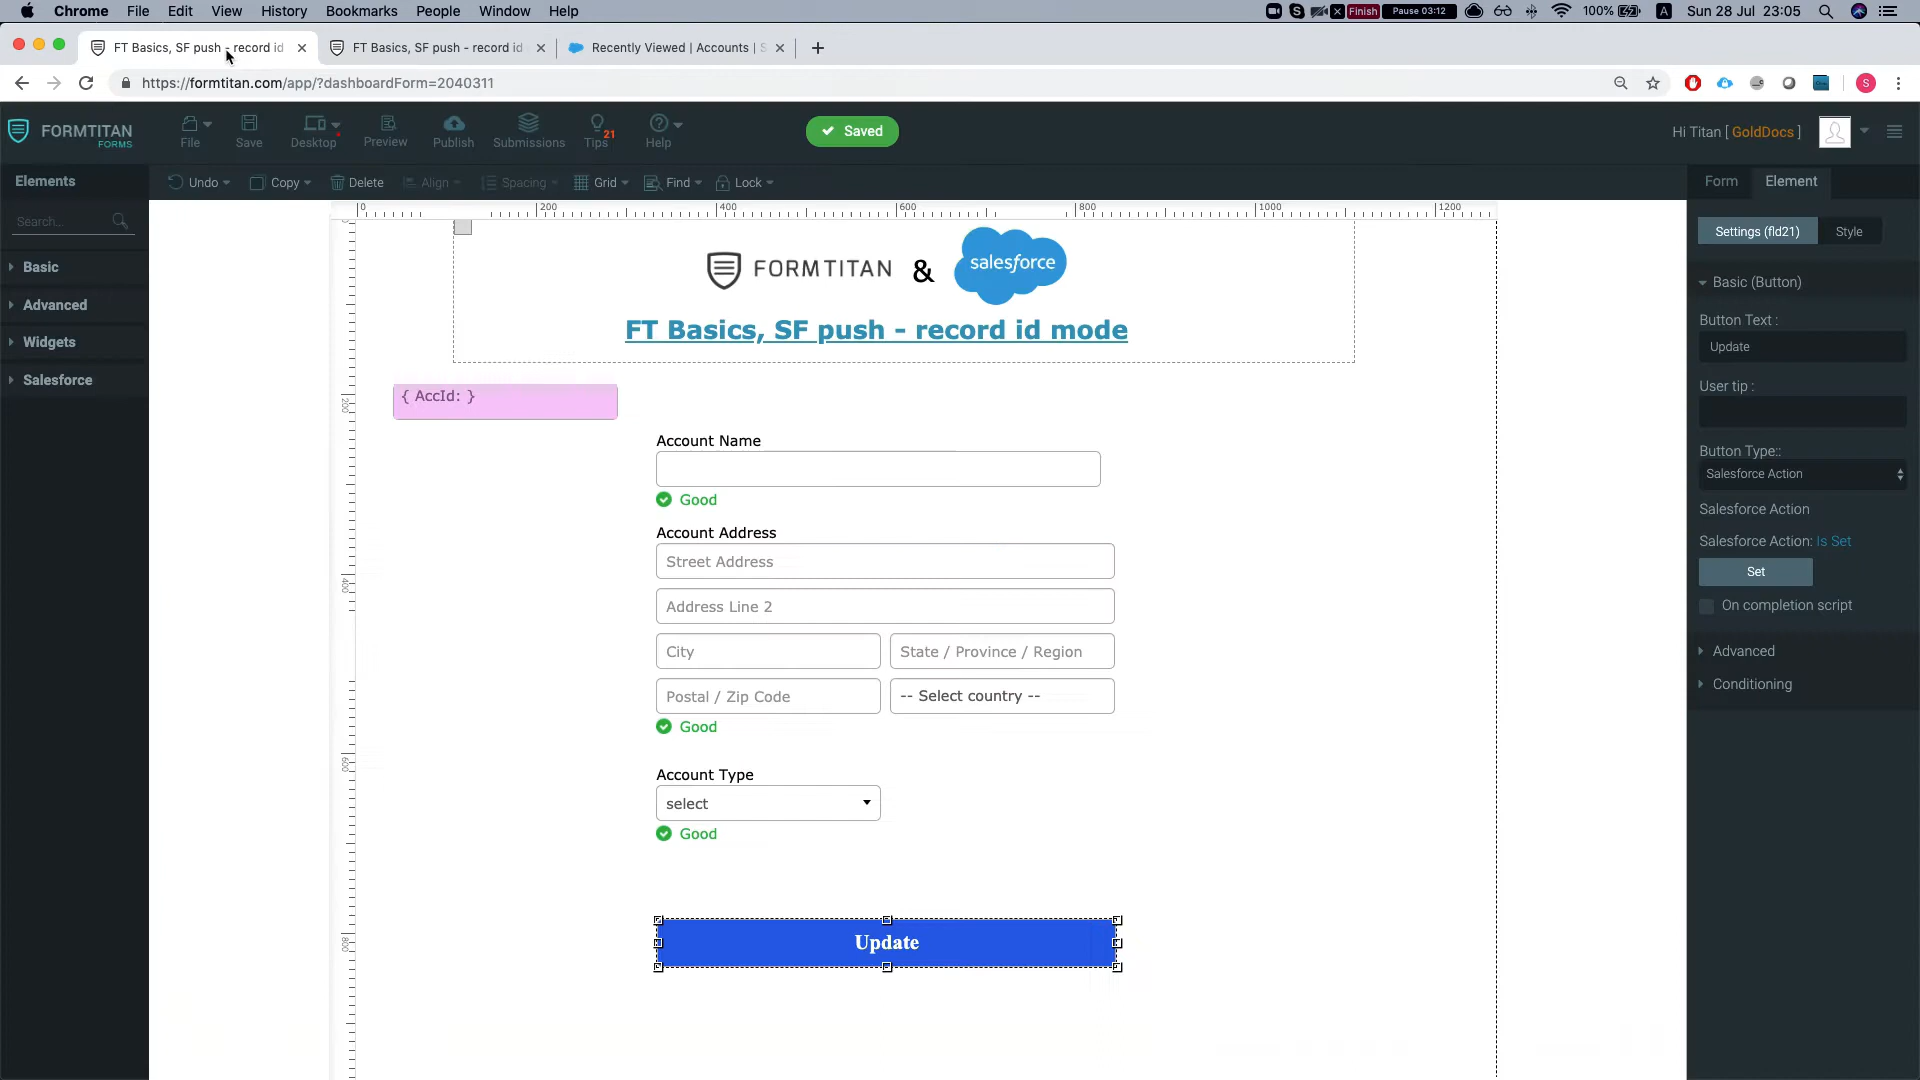 Chrome File Edit View History Bookmarks People Window Help Finish Pause 03:12 100% A Sun 28 Jul 23:05
FT Basics, SF push - record id FT Basics, SF push - record id Recently Viewed | Accounts | S
https://formtitan.com/app/?dashboardForm=2040311 S
FORMTITAN
FORMS
File Save Desktop Preview Publish Submissions Tips 21 Help
Saved
Hi Titan [ GoldDocs ]
Elements Undo Copy Delete Align Spacing Grid Find Lock Form Element
Search...
Basic
Advanced
Widgets
Salesforce
0 200 400 600 800 1000 1200
200
400
600
800
FORMTITAN & salesforce
FT Basics, SF push - record id mode
{ AccId: }
Account Name
Good
Account Address
Street Address
Address Line 2
City State / Province / Region
Postal / Zip Code -- Select country --
Good
Account Type
select
Good
Update
Settings (fld21) Style
Basic (Button)
Button Text :
Update
User tip :
Button Type::
Salesforce Action
Salesforce Action
Salesforce Action: Is Set
Set
On completion script
Advanced
Conditioning